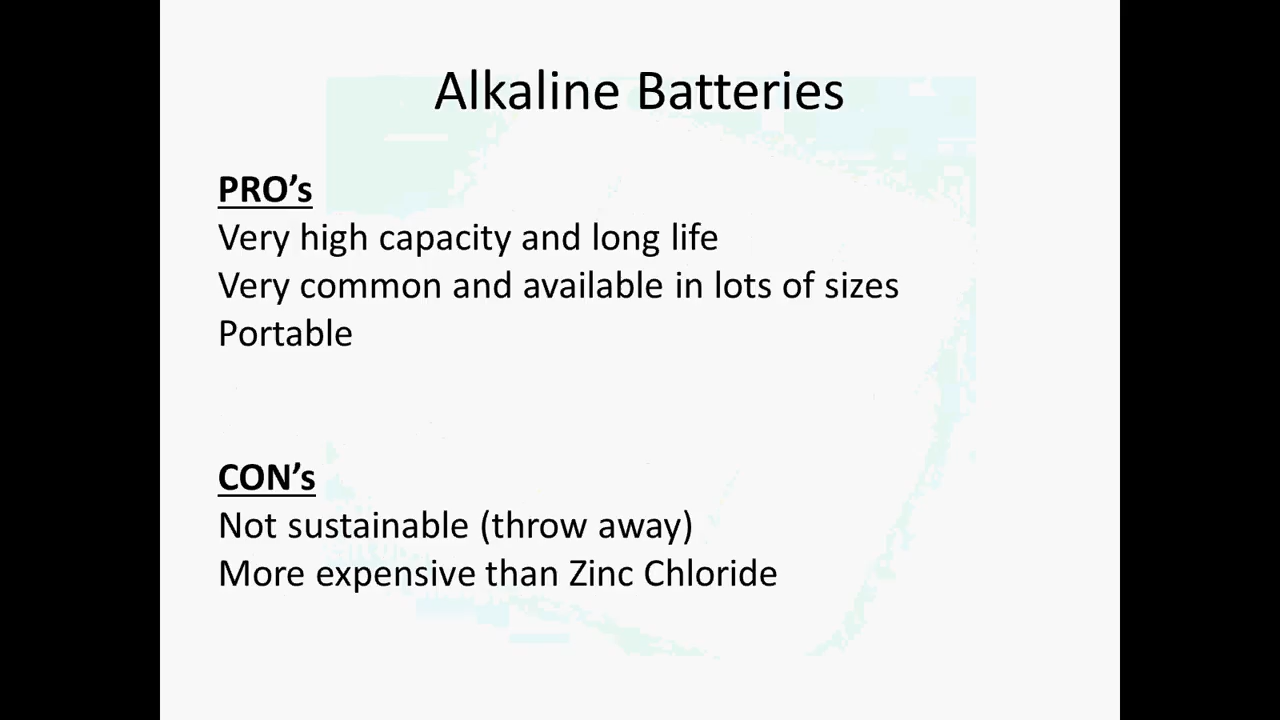 Alkaline Batteries
PRO’s
Very high capacity and long life
Very common and available in lots of sizes
Portable
CON’s
Not sustainable (throw away)
More expensive than Zinc Chloride